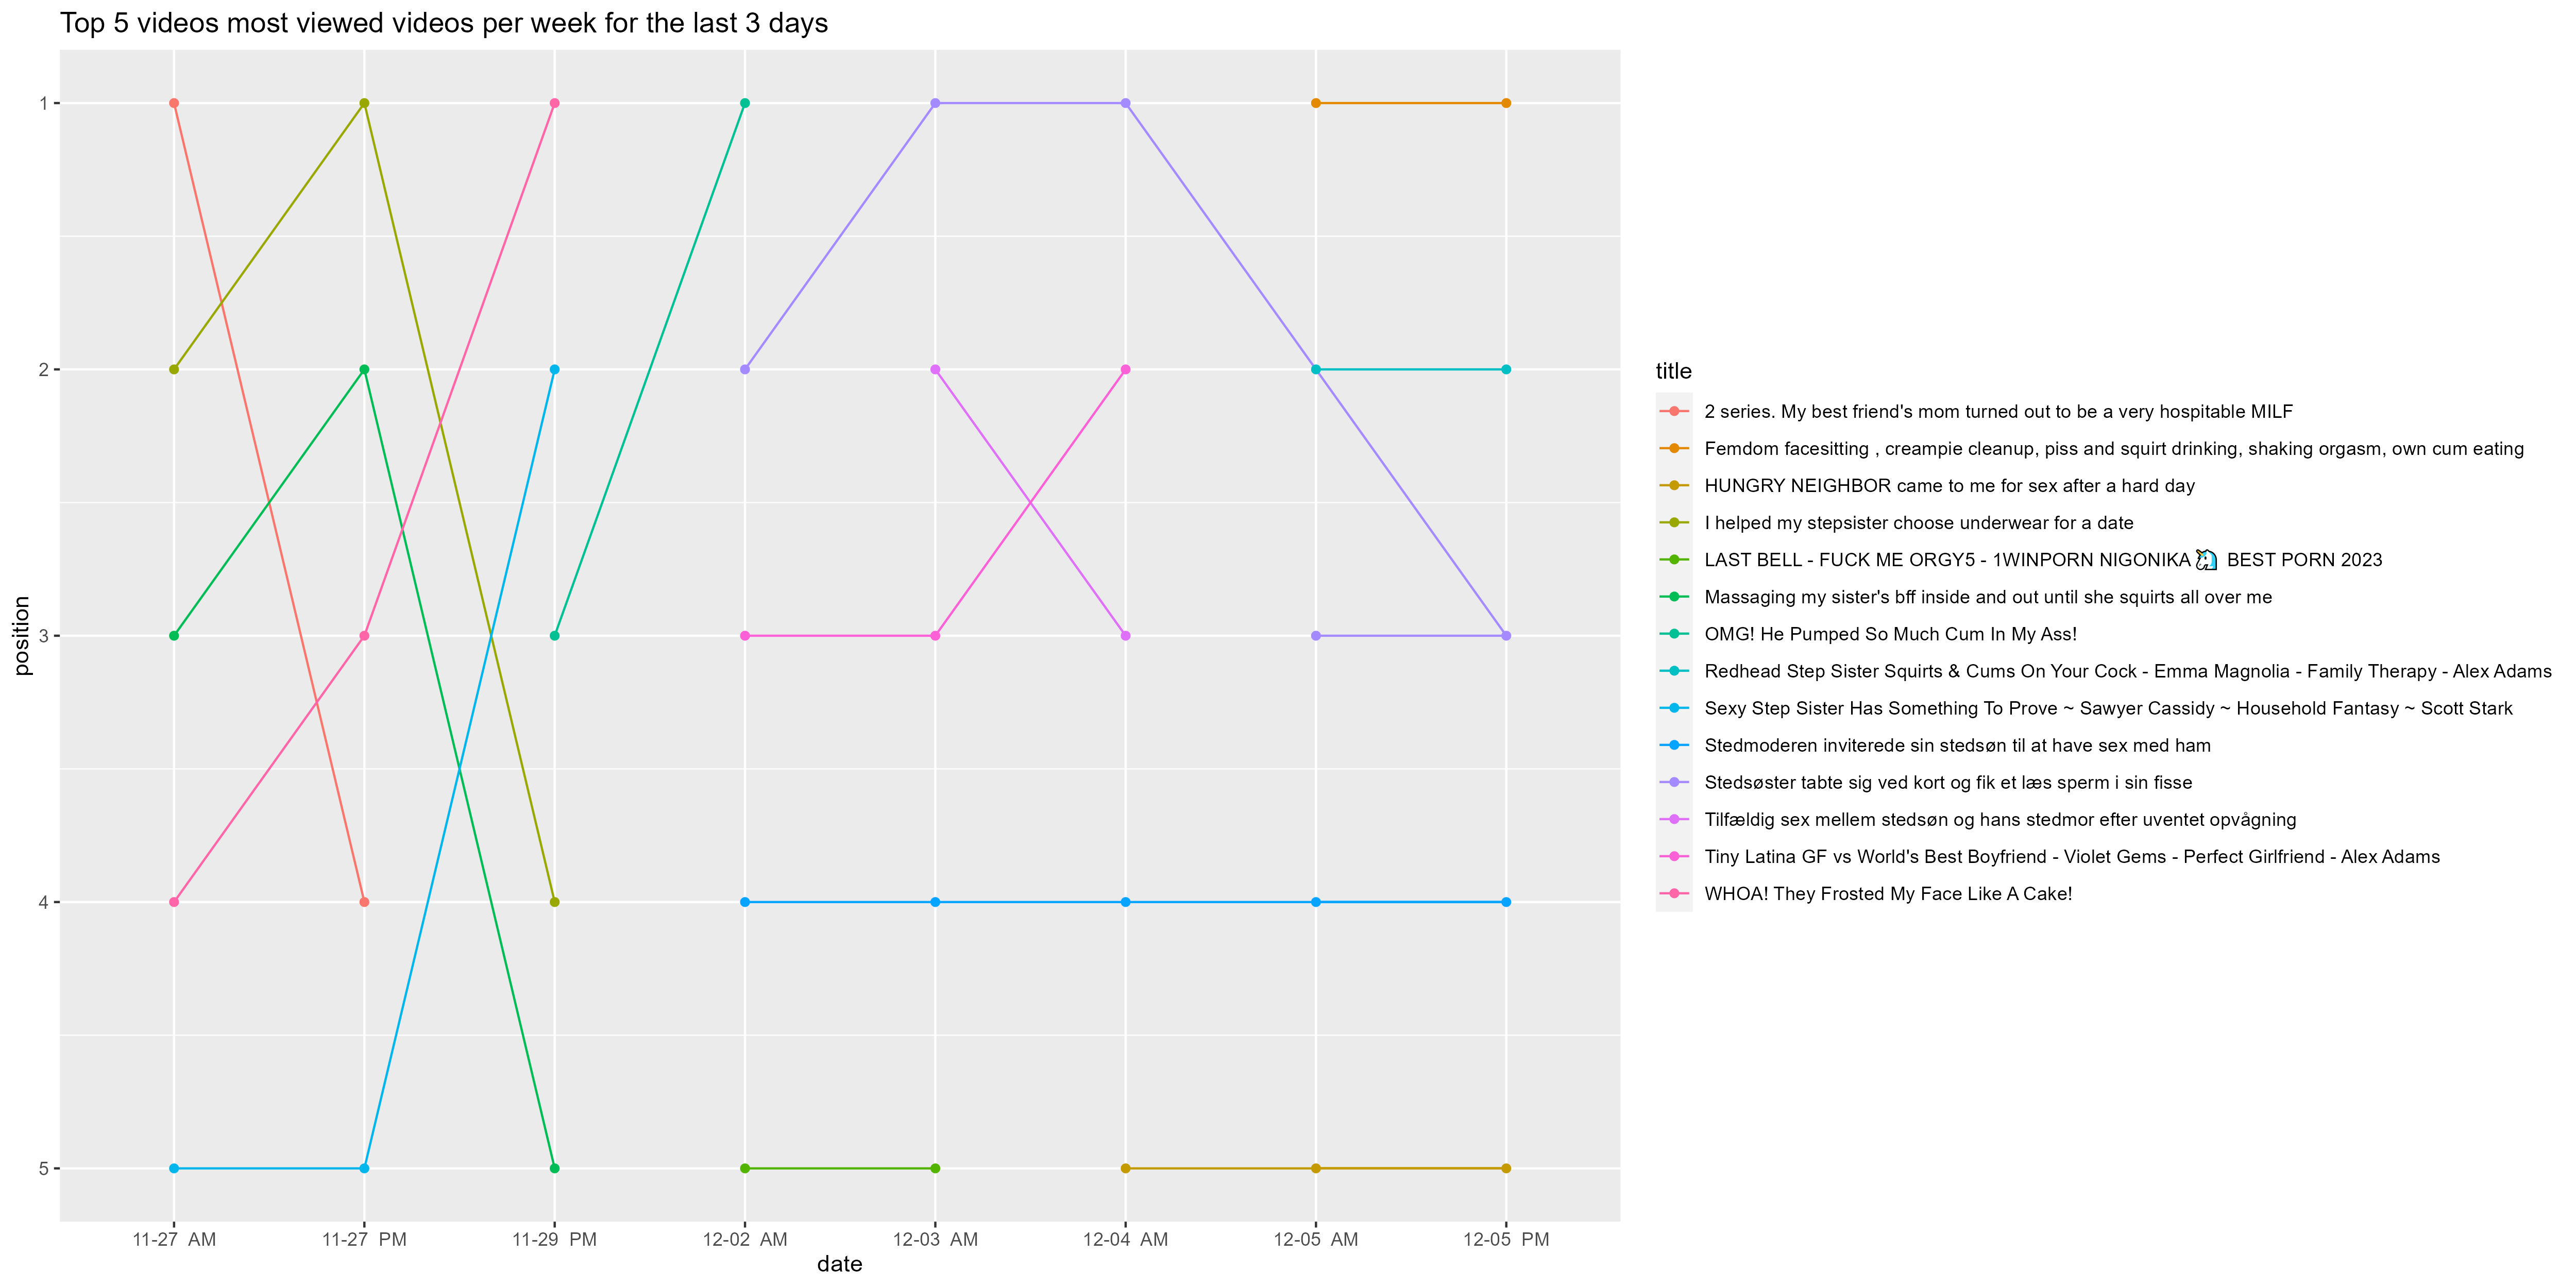 Top 5 videos most viewed videos per week for the last 3 days
position
1
2
3
4
5
11-27 AM
11-27 PM
11-29 PM
12-02 AM
12-03 AM
12-04 AM
12-05 AM
12-05 PM
date
title
2 series. My best friend's mom turned out to be a very hospitable MILF
Femdom facesitting , creampie cleanup, piss and squirt drinking, shaking orgasm, own cum eating
HUNGRY NEIGHBOR came to me for sex after a hard day
I helped my stepsister choose underwear for a date
LAST BELL - FUCK ME ORGY5 - 1WINPORN NIGONIKA🦄 BEST PORN 2023
Massaging my sister's bff inside and out until she squirts all over me
OMG! He Pumped So Much Cum In My Ass!
Redhead Step Sister Squirts & Cums On Your Cock - Emma Magnolia - Family Therapy - Alex Adams
Sexy Step Sister Has Something To Prove ~ Sawyer Cassidy ~ Household Fantasy ~ Scott Stark
Stedmoderen inviterede sin stedsøn til at have sex med ham
Stedsøster tabte sig ved kort og fik et læs sperm i sin fisse
Tilfældig sex mellem stedsøn og hans stedmor efter uventet opvågning
Tiny Latina GF vs World's Best Boyfriend - Violet Gems - Perfect Girlfriend - Alex Adams
WHOA! They Frosted My Face Like A Cake!